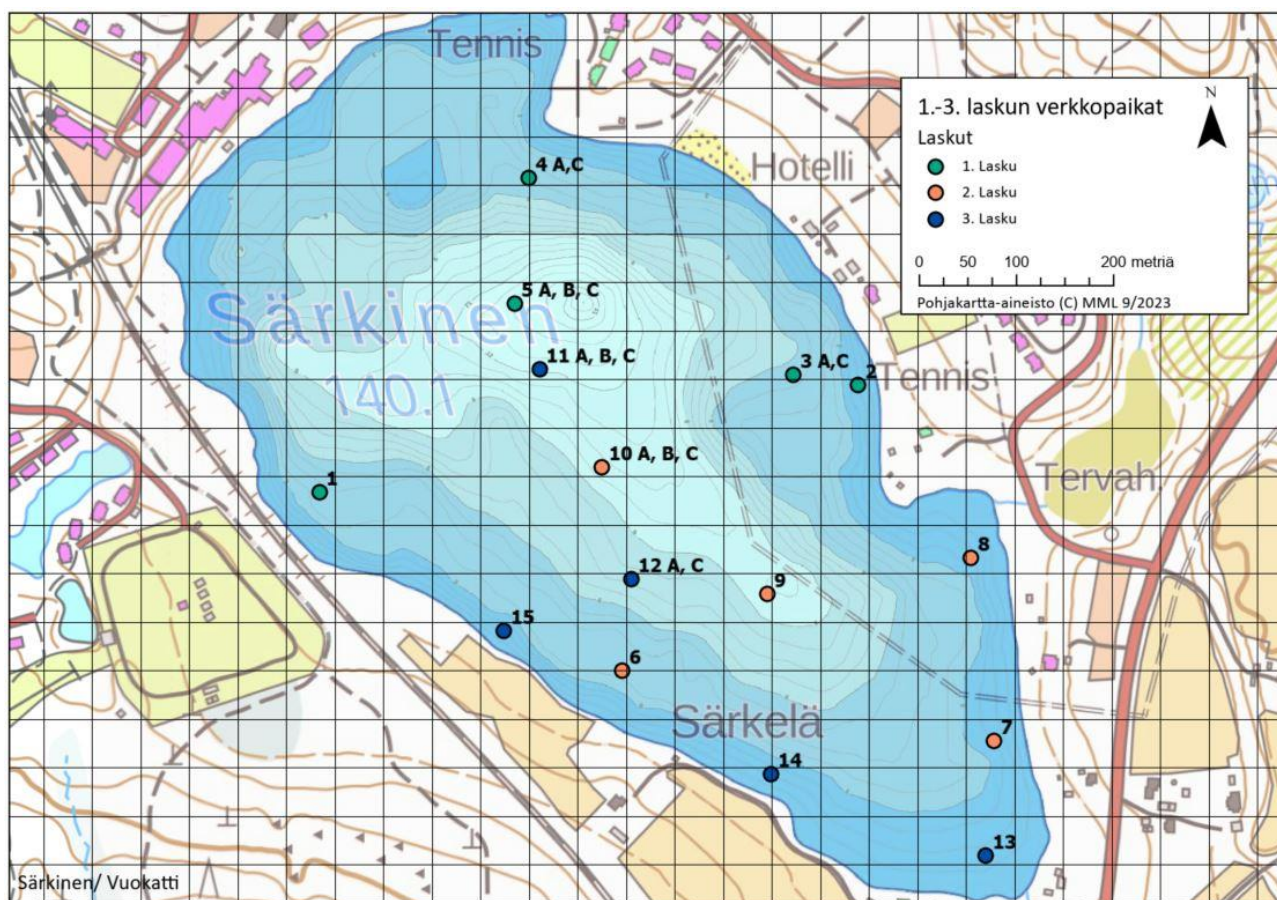 Tennis
1.-3. laskun verkkopaikat
N
Laskut
1. Lasku
2. Lasku
3. Lasku
0 50 100 200 metriä
Pohjakartta-aineisto (C) MML 9/2023
Hotelli
4 A,C
5 A, B, C
Särkinen
140.1
11 A, B, C
3 A,C
2
Tennis
10 A, B, C
1
Tervah.
8
12 A, C
9
15
6
Särkelä
7
14
13
Särkinen/ Vuokatti